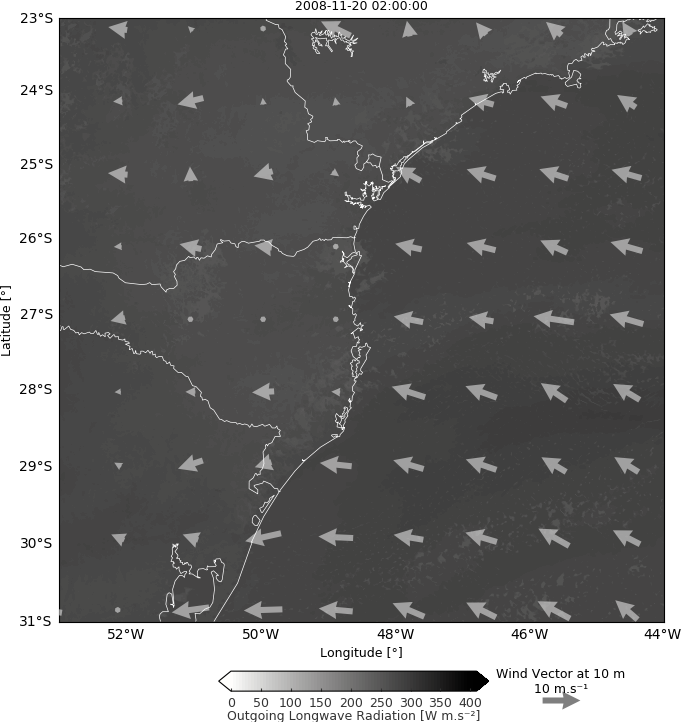 2008-11-20 02:00:00
23°S
24°S
25°S
26°S
27°S
28°S
29°S
30°S
31°S
Latitude [°]
52°W 50°W 48°W 46°W 44°W
Longitude [°]
0 50 100 150 200 250 300 350 400
Outgoing Longwave Radiation [W m.s⁻²]
Wind Vector at 10 m
10 m.s⁻¹